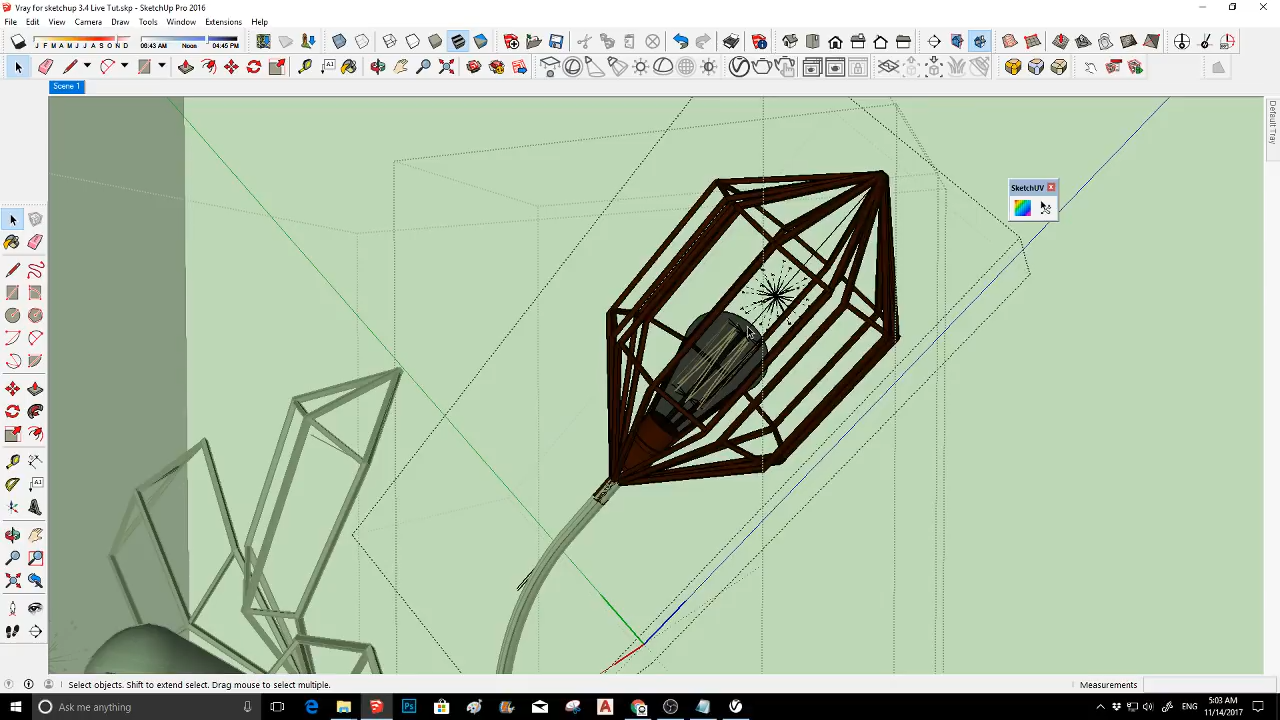 Vray for sketchup 3.4 Live Tut.skp - SketchUp Pro 2016
File Edit View Camera Draw Tools Window Extensions Help
J F M A M J J A S O N D 06:43 AM Noon 04:45 PM
Scene 1
Default Tray
SketchUV
Select objects. Shift to extend select. Drag mouse to select multiple.
Measurements
Ask me anything
ENG
5:03 AM
11/14/2017